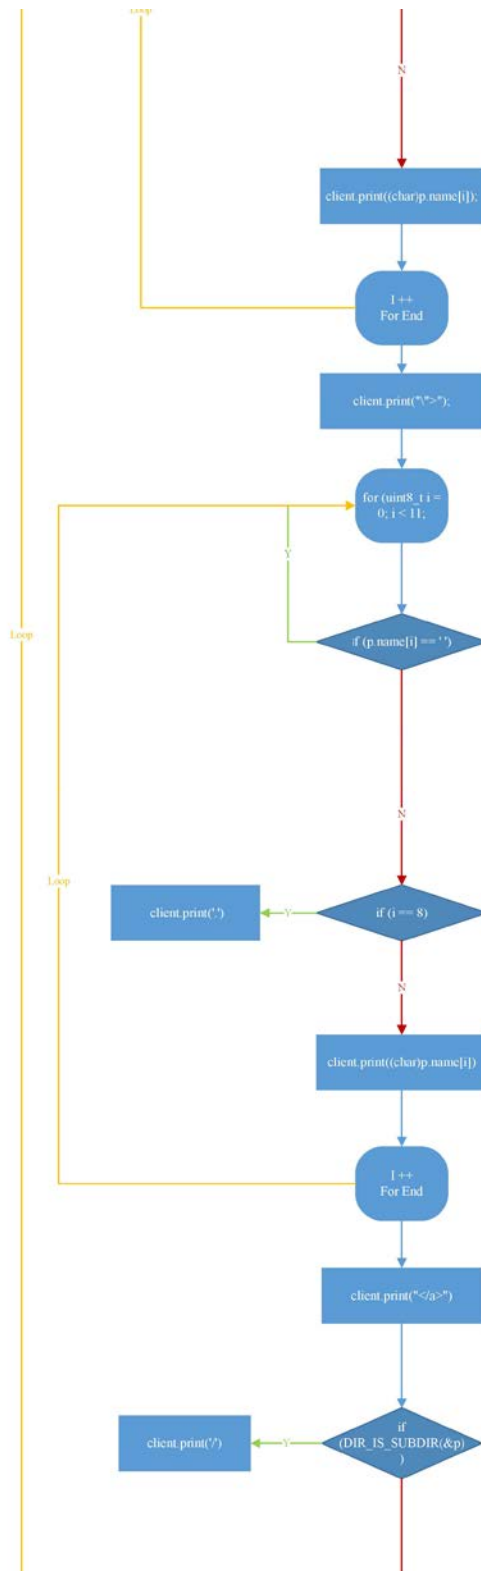 Loop
N
client.print((char)p.name[i]);
I ++
For End
client.print("\">");
for (uint8_t i =
0; i < 11;
Y
if (p.name[i] == ' ')
Loop
N
Loop
client.print('.')
Y
if (i == 8)
N
client.print((char)p.name[i])
I ++
For End
client.print("</a>")
if
(DIR_IS_SUBDIR(&p)
)
Y
client.print('/')